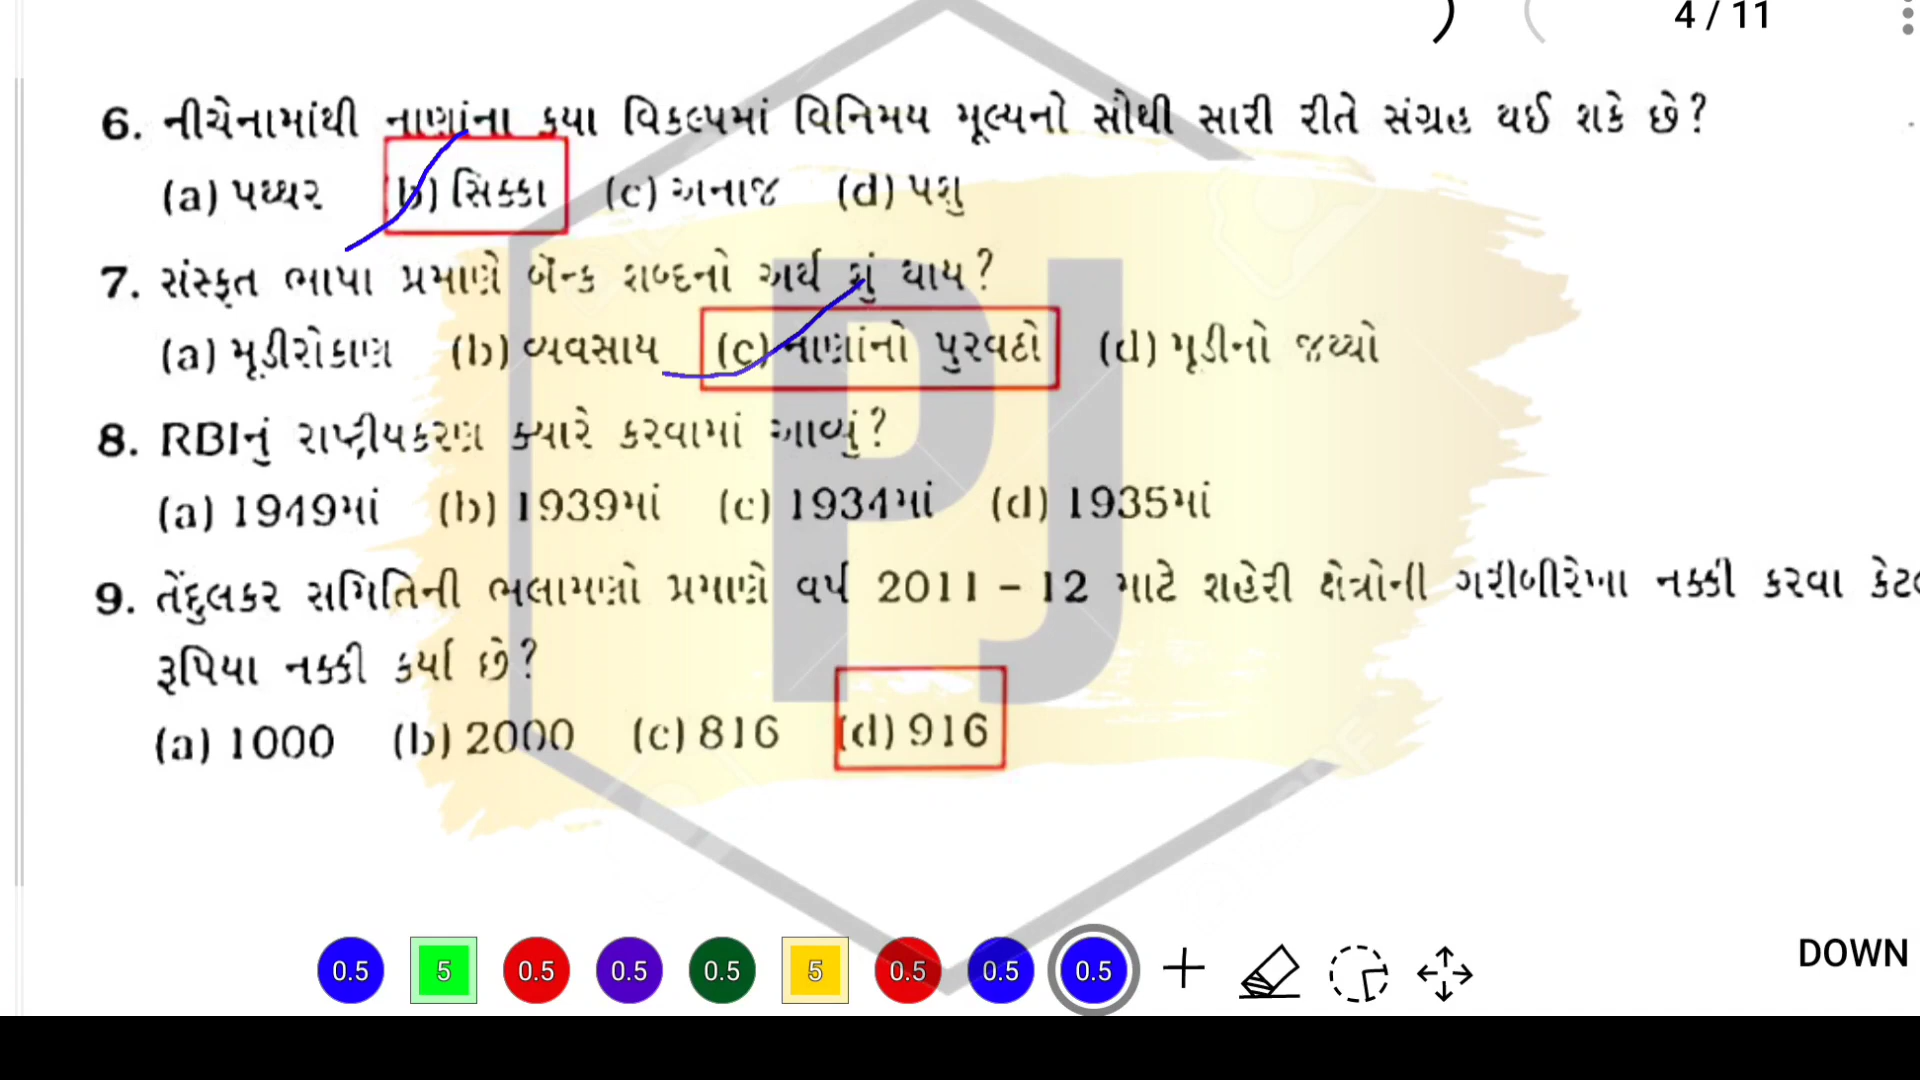 4 / 11
6. નીચેનામાંથી નાણાંના કયા વિકલ્પમાં વિનિમય મૂલ્યનો સૌથી સારી રીતે સંગ્રહ થઈ શકે છે?
(a) પથ્થર (b) સિક્કા (c) અનાજ (d) પશુ
7. સંસ્કૃત ભાષા પ્રમાણે બૅન્ક શબ્દનો અર્થ શું થાય?
(a) મૂડીરોકાણ (b) વ્યવસાય (c) નાણાંનો પુરવઠો (d) મૂડીનો જથ્થો
8. RBIનું રાષ્ટ્રીયકરણ ક્યારે કરવામાં આવ્યું?
(a) 1949માં (b) 1939માં (c) 1934માં (d) 1935માં
9. તેંદુલકર સમિતિની ભલામણો પ્રમાણે વર્ષ 2011 – 12 માટે શહેરી ક્ષેત્રોની ગરીબીરેખા નક્કી કરવા
રૂપિયા નક્કી કર્યા છે?
(a) 1000 (b) 2000 (c) 816 (d) 916
PJ
0.5 5 0.5 0.5 0.5 5 0.5 0.5 0.5
DOWN